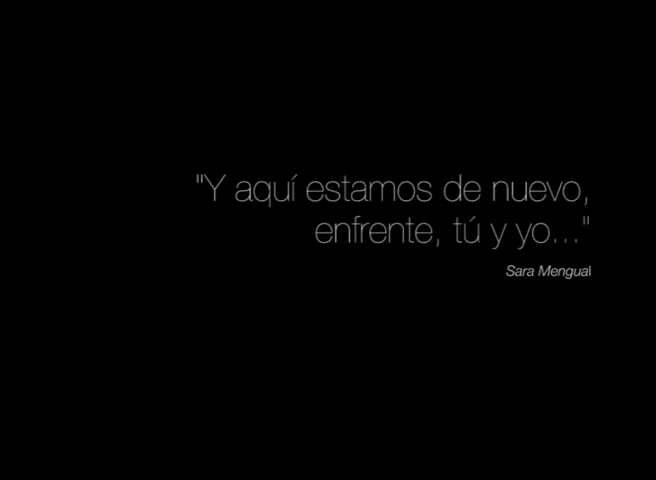 "Y aquí estamos de nuevo,
enfrente, tú y yo..."
Sara Mengual